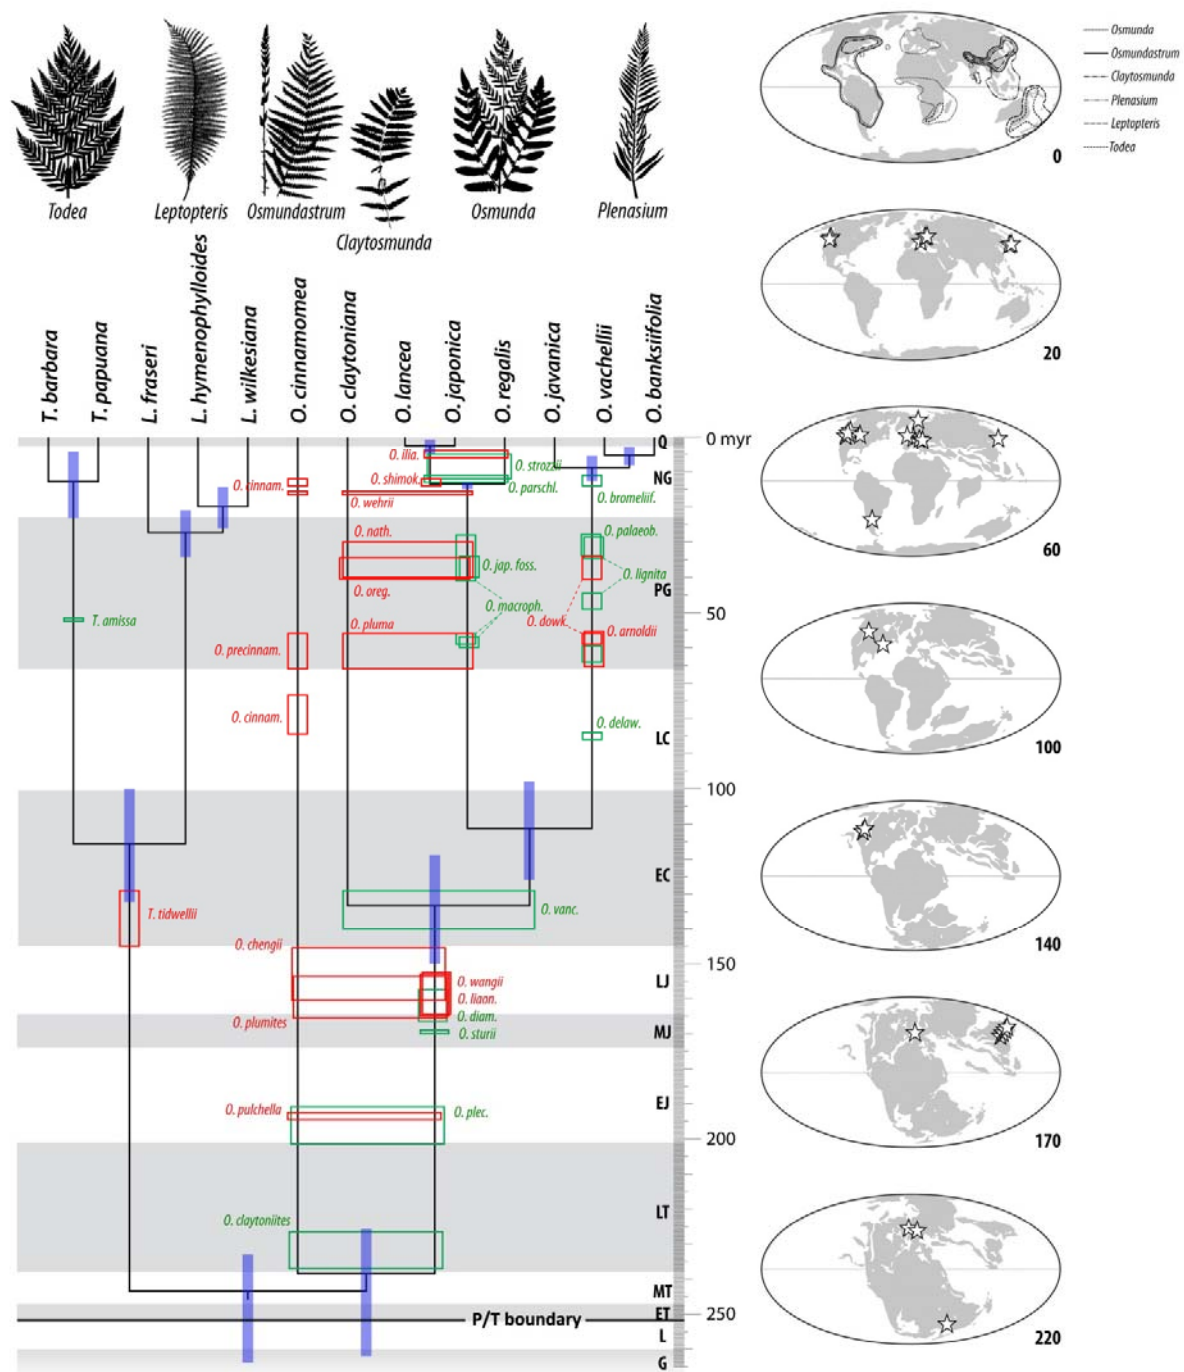 Todea
Leptopteris
Osmundastrum
Claytosmunda
Osmunda
Plenasium
T. barbara
T. papuana
L. fraseri
L. hymenophylloides
L. wilkesiana
O. cinnamomea
O. claytoniana
O. lancea
O. japonica
O. regalis
O. javanica
O. vachellii
O. banksiifolia
Q
0 myr
O. ilia.
O. strozzii
O. cinnam.
O. shimok.
NG
O. parschl.
O. wehrii
O. bromeliif.
O. nath.
O. palaeob.
O. jap. foss.
O. lignita
O. oreg.
PG
O. macroph.
T. amissa
O. pluma
O. dowk.
O. arnoldii
50
O. precinnam.
O. cinnam.
O. delaw.
LC
100
EC
T. tidwellii
O. vanc.
O. chengii
150
O. wangii
LJ
O. liaon.
O. plumites
O. diam.
O. sturii
MJ
O. pulchella
O. plec.
EJ
200
O. claytoniites
LT
MT
ET
250
P/T boundary
L
G
Osmunda
Osmundastrum
Claytosmunda
Plenasium
Leptopteris
Todea
0
20
60
100
140
170
220